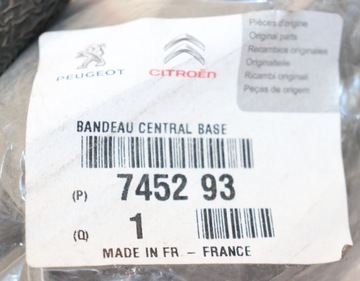 Pièces d'origine
Original parts
Recambios originales
Originalteile
Ricambi originali
Peças de origem
PEUGEOT
CITROËN
BANDEAU CENTRAL BASE
(P) 7452 93
(Q) 1
MADE IN FR - FRANCE